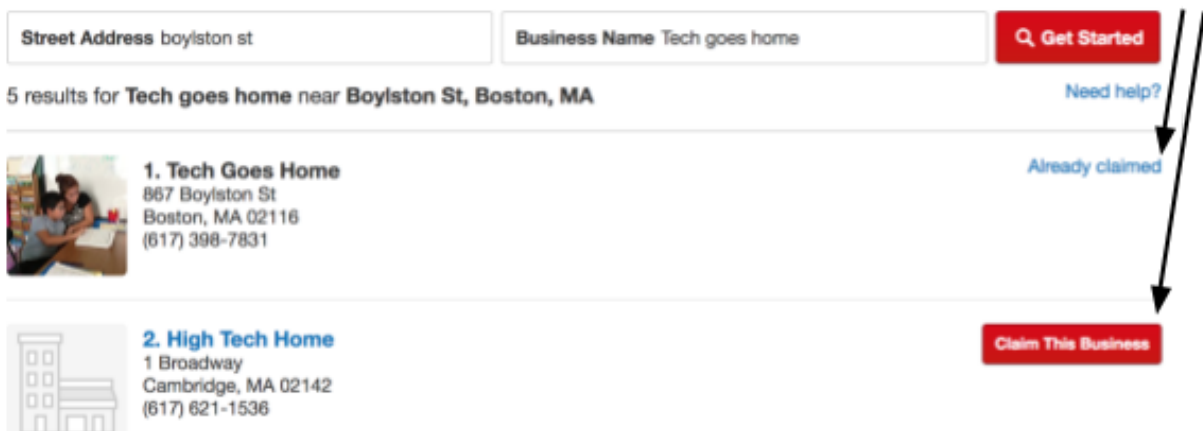 Street Address boylston st
Business Name Tech goes home
Get Started
5 results for Tech goes home near Boylston St, Boston, MA
Need help?
1. Tech Goes Home
Already claimed
867 Boylston St
Boston, MA 02116
(617) 398-7831
2. High Tech Home
Claim This Business
1 Broadway
Cambridge, MA 02142
(617) 621-1536